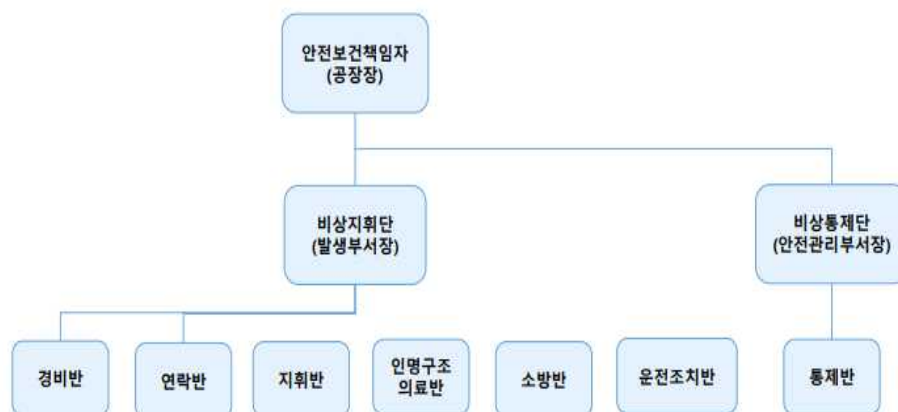 안전보건책임자
(공장장)
비상지휘단
(발생부서장)
비상통제단
(안전관리부서장)
경비반
연락반
지휘반
인명구조
의료반
소방반
운전조치반
통제반